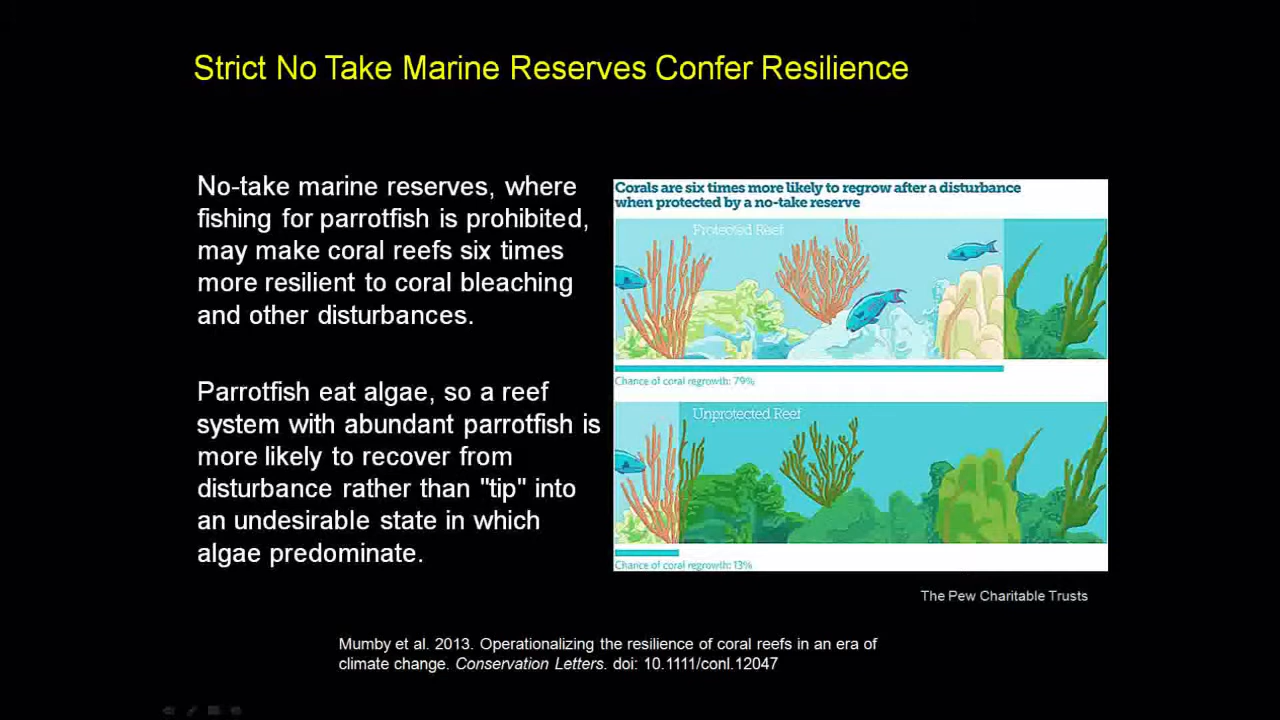 Strict No Take Marine Reserves Confer Resilience
No-take marine reserves, where
fishing for parrotfish is prohibited,
may make coral reefs six times
more resilient to coral bleaching
and other disturbances.
Parrotfish eat algae, so a reef
system with abundant parrotfish is
more likely to recover from
disturbance rather than "tip" into
an undesirable state in which
algae predominate.
Corals are six times more likely to regrow after a disturbance
when protected by a no-take reserve
Protected Reef
Chance of coral regrowth: 79%
Unprotected Reef
Chance of coral regrowth: 13%
The Pew Charitable Trusts
Mumby et al. 2013. Operationalizing the resilience of coral reefs in an era of
climate change. Conservation Letters. doi: 10.1111/conl.12047